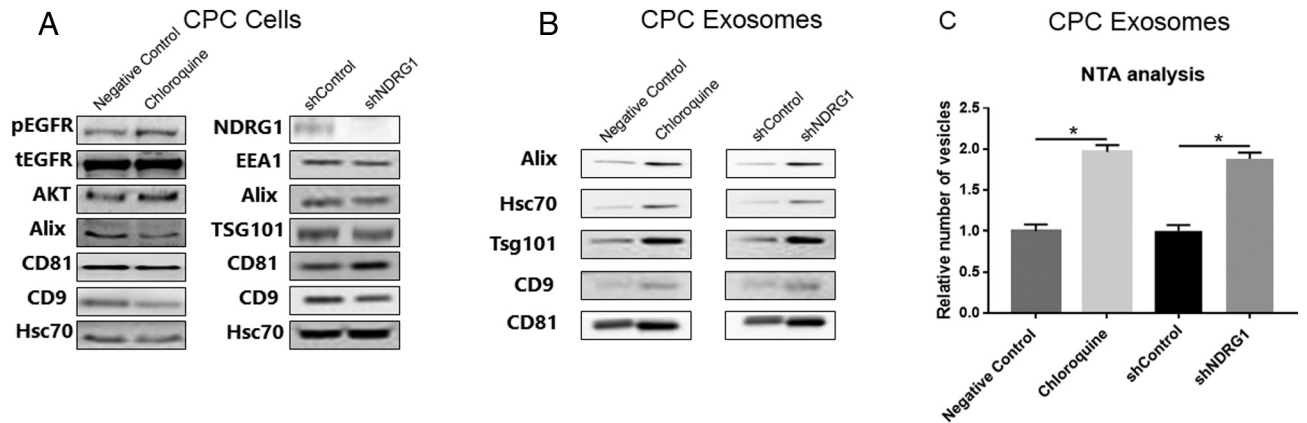 A
CPC Cells
Negative Control
Chloroquine
pEGFR
tEGFR
AKT
Alix
CD81
CD9
Hsc70
shControl
shNDRG1
NDRG1
EEA1
Alix
TSG101
CD81
CD9
Hsc70
B
CPC Exosomes
Negative Control
Chloroquine
shControl
shNDRG1
Alix
Hsc70
Tsg101
CD9
CD81
C
CPC Exosomes
NTA analysis
Relative number of vesicles
2.5
2.0
1.5
1.0
0.5
0.0
*
*
Negative Control
Chloroquine
shControl
shNDRG1